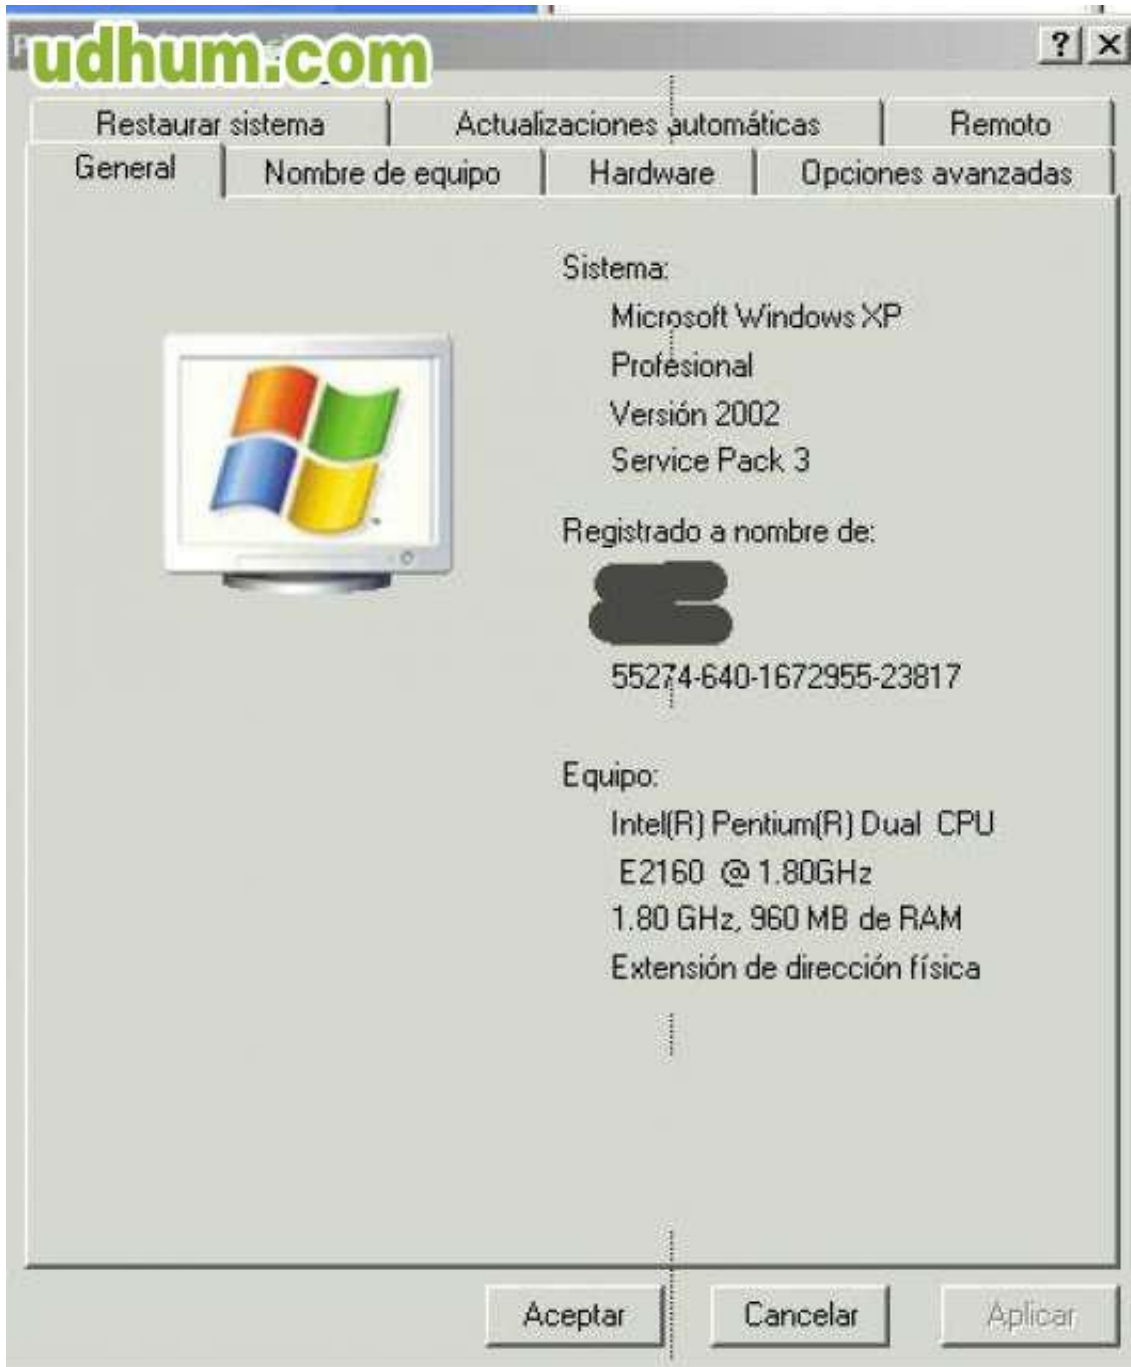 udhum.com
Restaurar sistema
Actualizaciones automáticas
Remoto
General
Nombre de equipo
Hardware
Opciones avanzadas
Sistema:
Microsoft Windows XP
Profesional
Versión 2002
Service Pack 3
Registrado a nombre de:
55274-640-1672955-23817
Equipo:
Intel(R) Pentium(R) Dual CPU
E2160 @ 1.80GHz
1.80 GHz, 960 MB de RAM
Extensión de dirección física
Aceptar
Cancelar
Aplicar